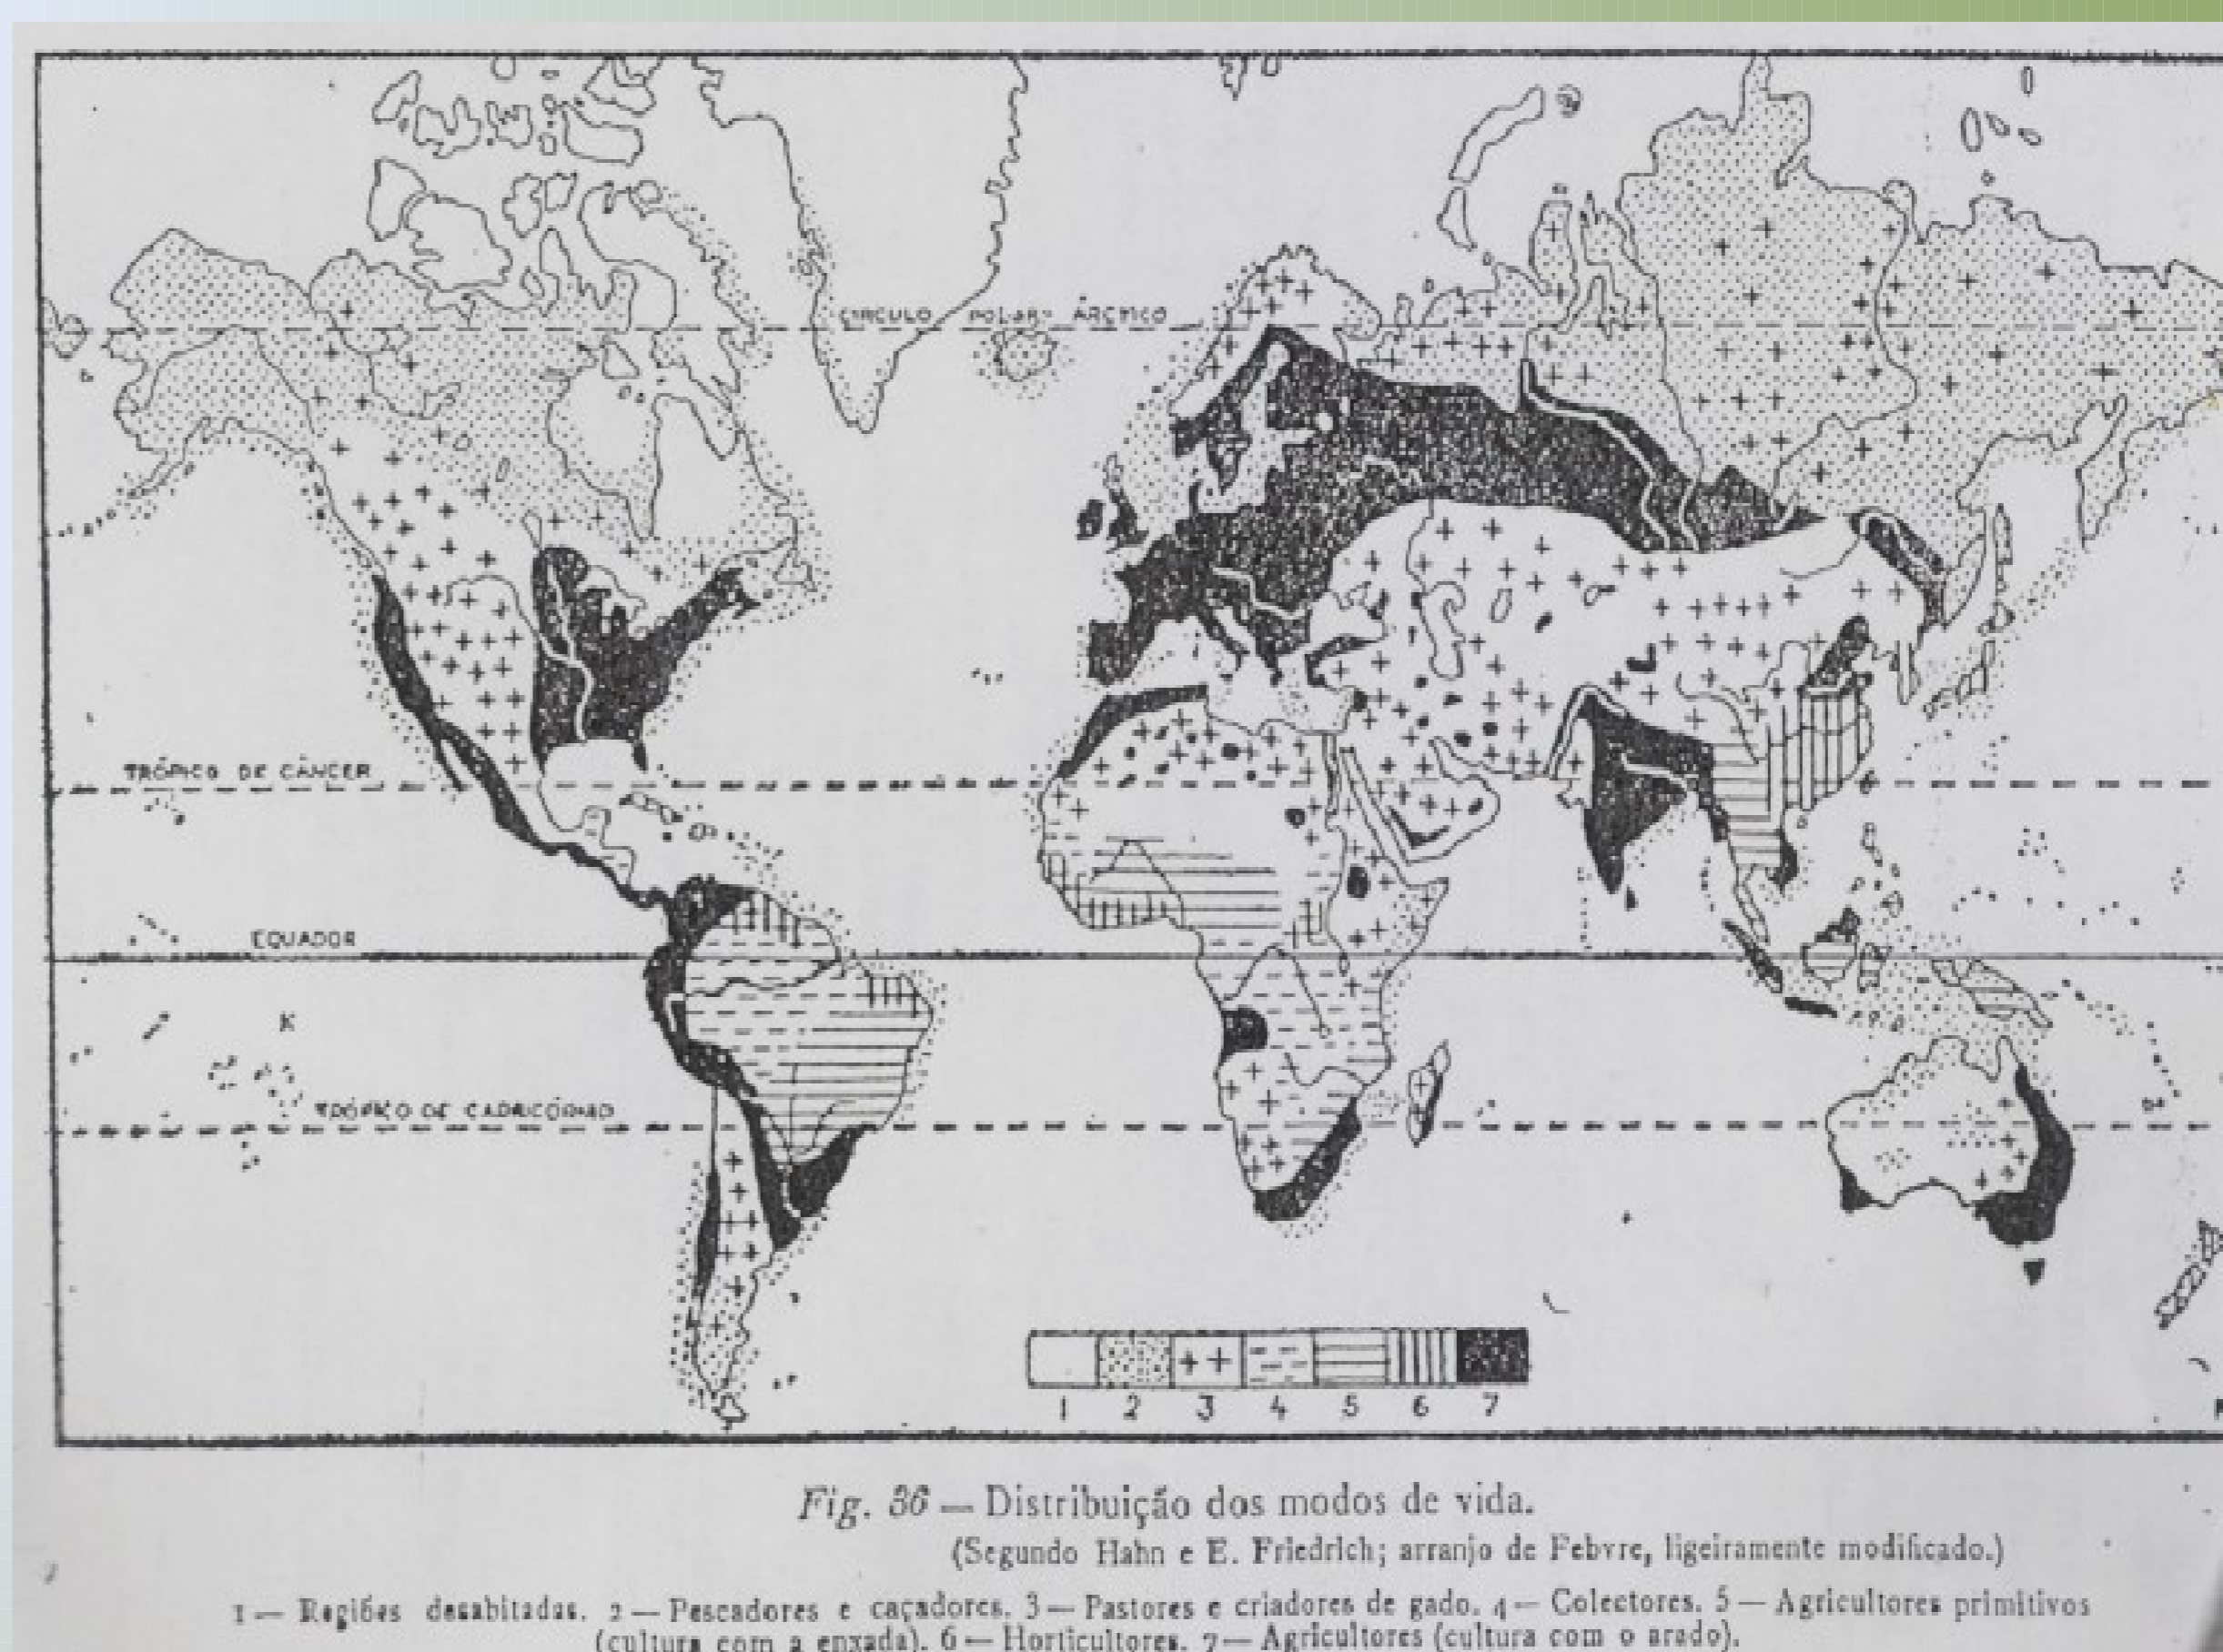 CÍRCULO POLAR ÁRCTICO
TRÓPICO DE CÂNCER
EQUADOR
TRÓPICO DE CAPRICÓRNIO
1 2 3 4 5 6 7
Fig. 36 — Distribuição dos modos de vida.
(Segundo Hahn e E. Friedrich; arranjo de Febvre, ligeiramente modificado.)
1 — Regiões desabitadas. 2 — Pescadores e caçadores. 3 — Pastores e criadores de gado. 4 — Colectores. 5 — Agricultores primitivos
(cultura com a enxada). 6 — Horticultores. 7 — Agricultores (cultura com o arado).